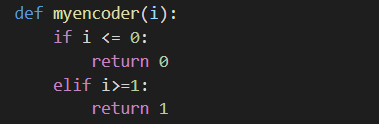 def myencoder(i):
    if i <= 0:
        return 0
    elif i>=1:
        return 1